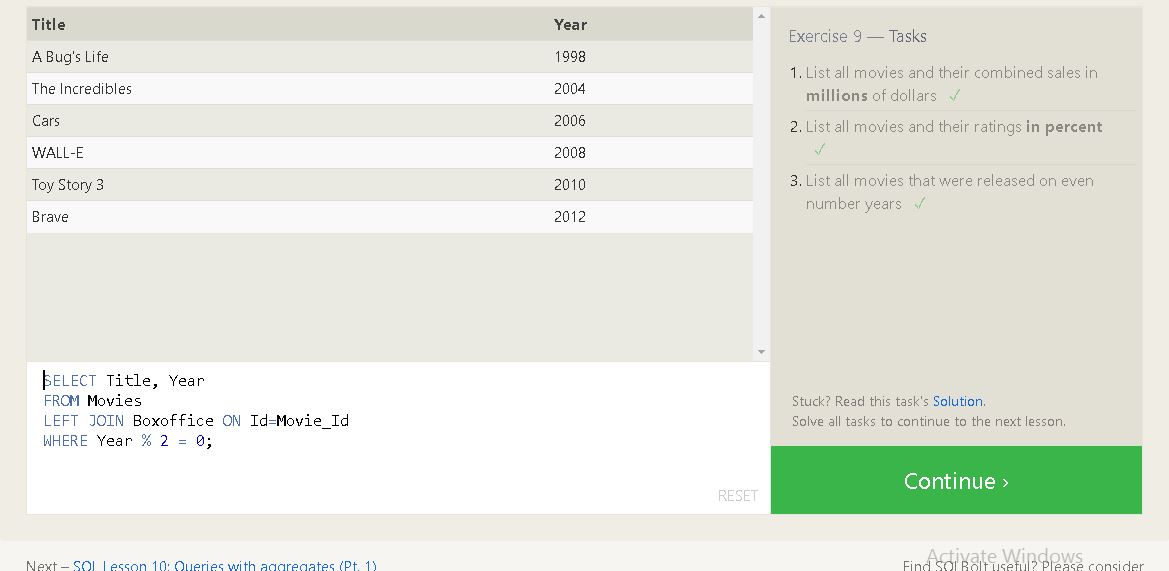 Title Year
A Bug's Life 1998
The Incredibles 2004
Cars 2006
WALL-E 2008
Toy Story 3 2010
Brave 2012
SELECT Title, Year
FROM Movies
LEFT JOIN Boxoffice ON Id=Movie_Id
WHERE Year % 2 = 0;
RESET
Exercise 9 — Tasks
1. List all movies and their combined sales in
millions of dollars ✓
2. List all movies and their ratings in percent
✓
3. List all movies that were released on even
number years ✓
Stuck? Read this task's Solution.
Solve all tasks to continue to the next lesson.
Continue ›
Activate Windows
Next – SQL Lesson 10: Queries with aggregates (Pt. 1)
Find SQLBolt useful? Please consider